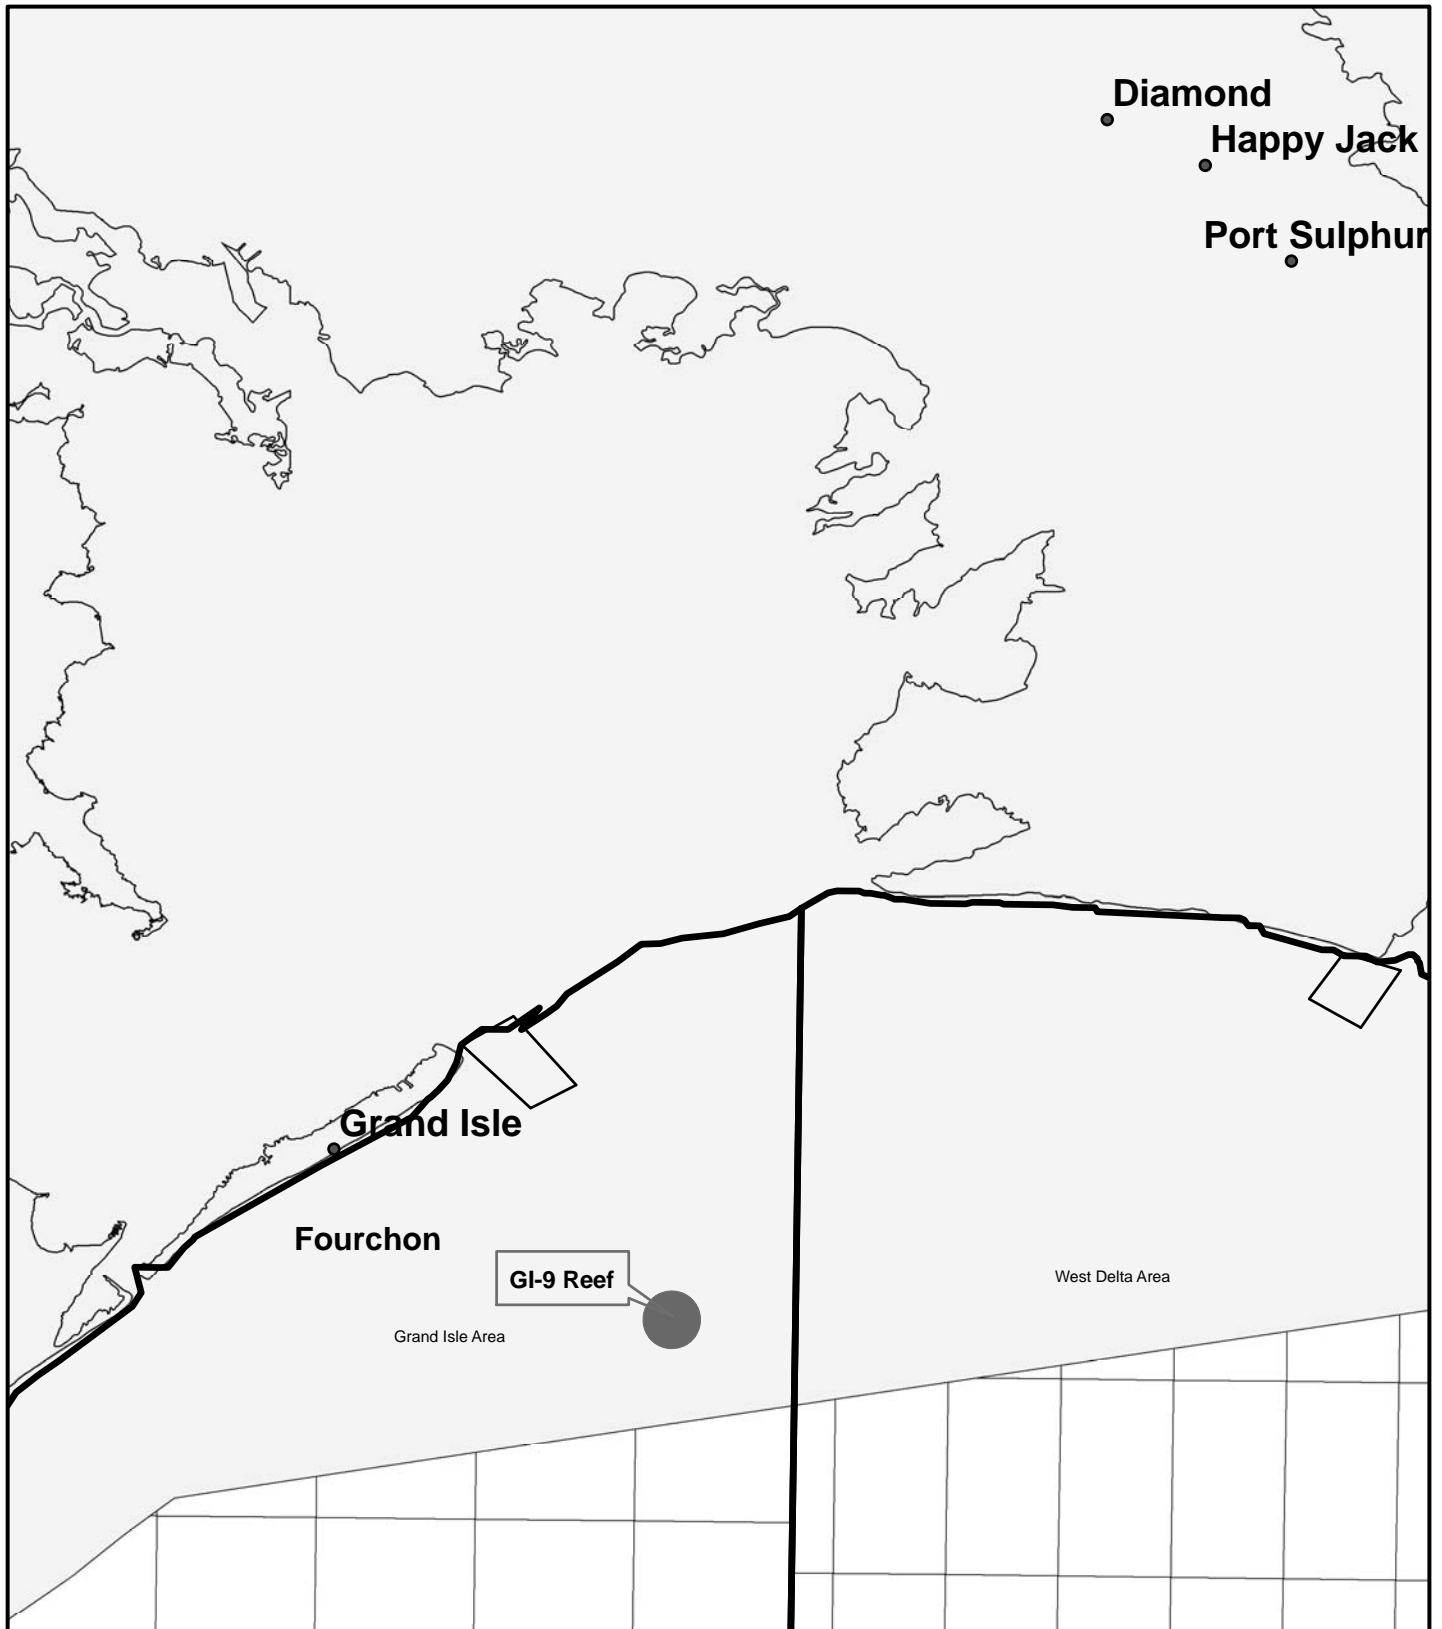 Diamond
Happy Jack
Port Sulphur
Grand Isle
Fourchon
GI-9 Reef
West Delta Area
Grand Isle Area